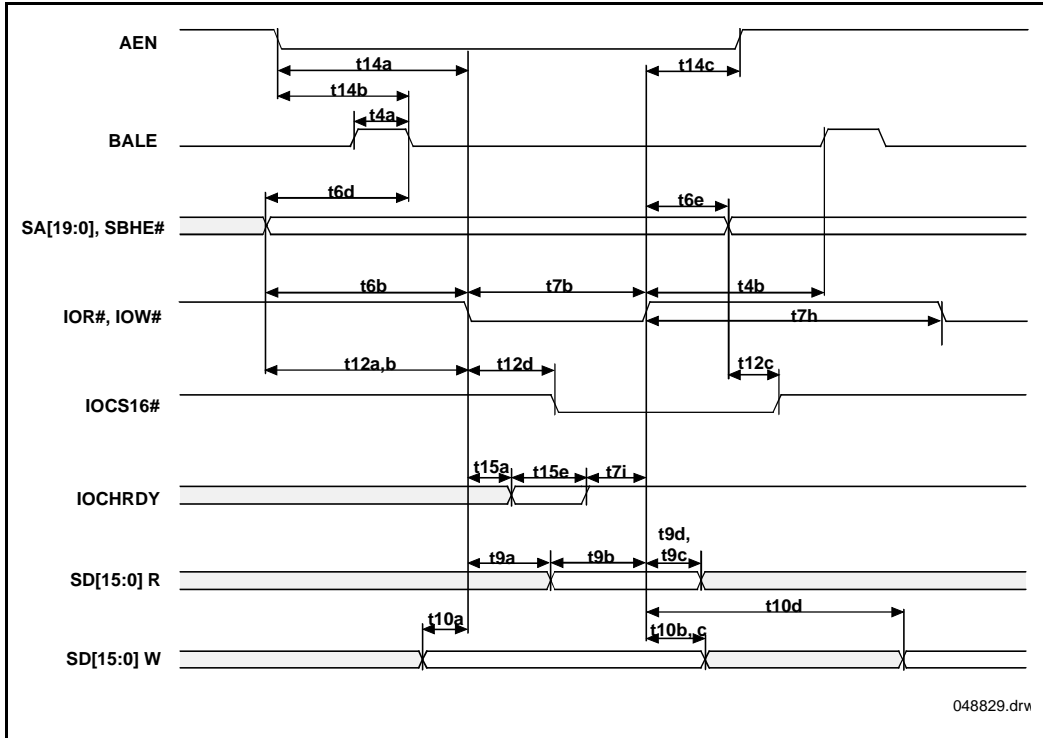 AEN
t14a
t14c
t14b
t4a
BALE
t6d
t6e
SA[19:0], SBHE#
t6b
t7b
t4b
IOR#, IOW#
t7h
t12a,b
t12d
t12c
IOCS16#
t15a
t15e
t7i
IOCHRDY
t9d,
t9a
t9b
t9c
SD[15:0] R
t10d
t10a
t10b, c
SD[15:0] W
048829.drw